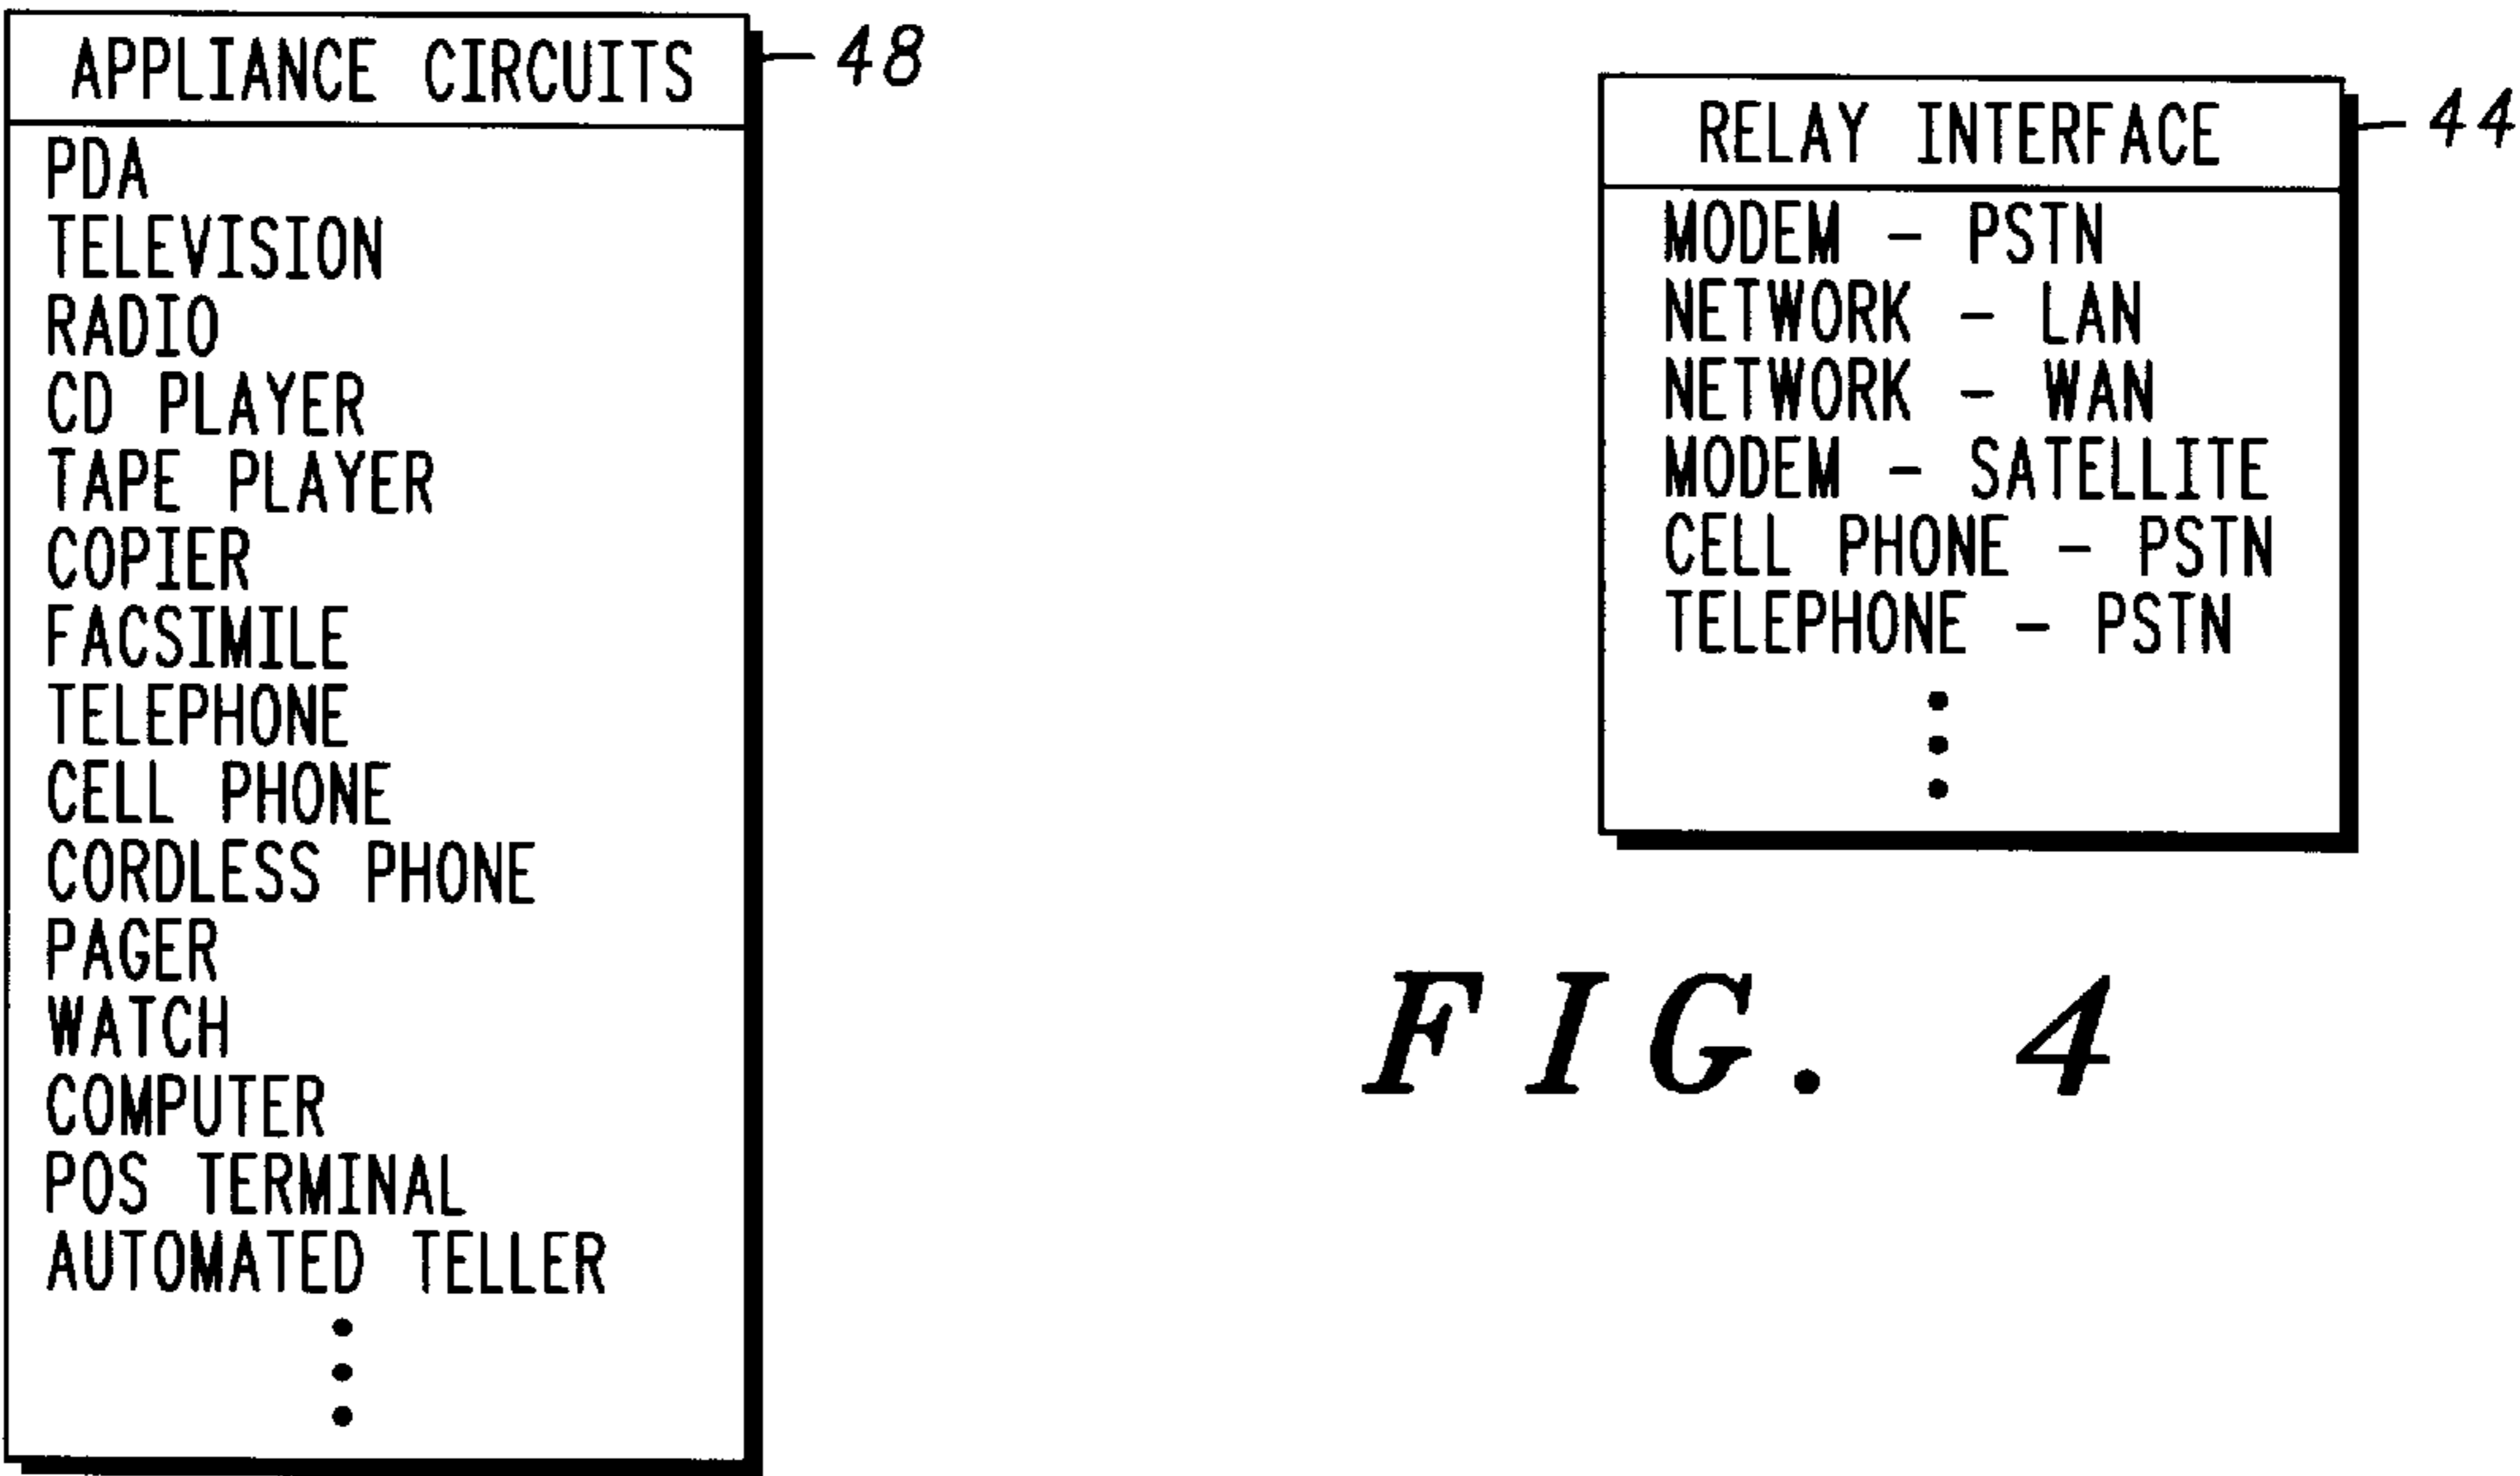 APPLIANCE CIRCUITS
48
PDA
TELEVISION
RADIO
CD PLAYER
TAPE PLAYER
COPIER
FACSIMILE
TELEPHONE
CELL PHONE
CORDLESS PHONE
PAGER
WATCH
COMPUTER
POS TERMINAL
AUTOMATED TELLER
RELAY INTERFACE
44
MODEM - PSTN
NETWORK - LAN
NETWORK - WAN
MODEM - SATELLITE
CELL PHONE - PSTN
TELEPHONE - PSTN
FIG. 4